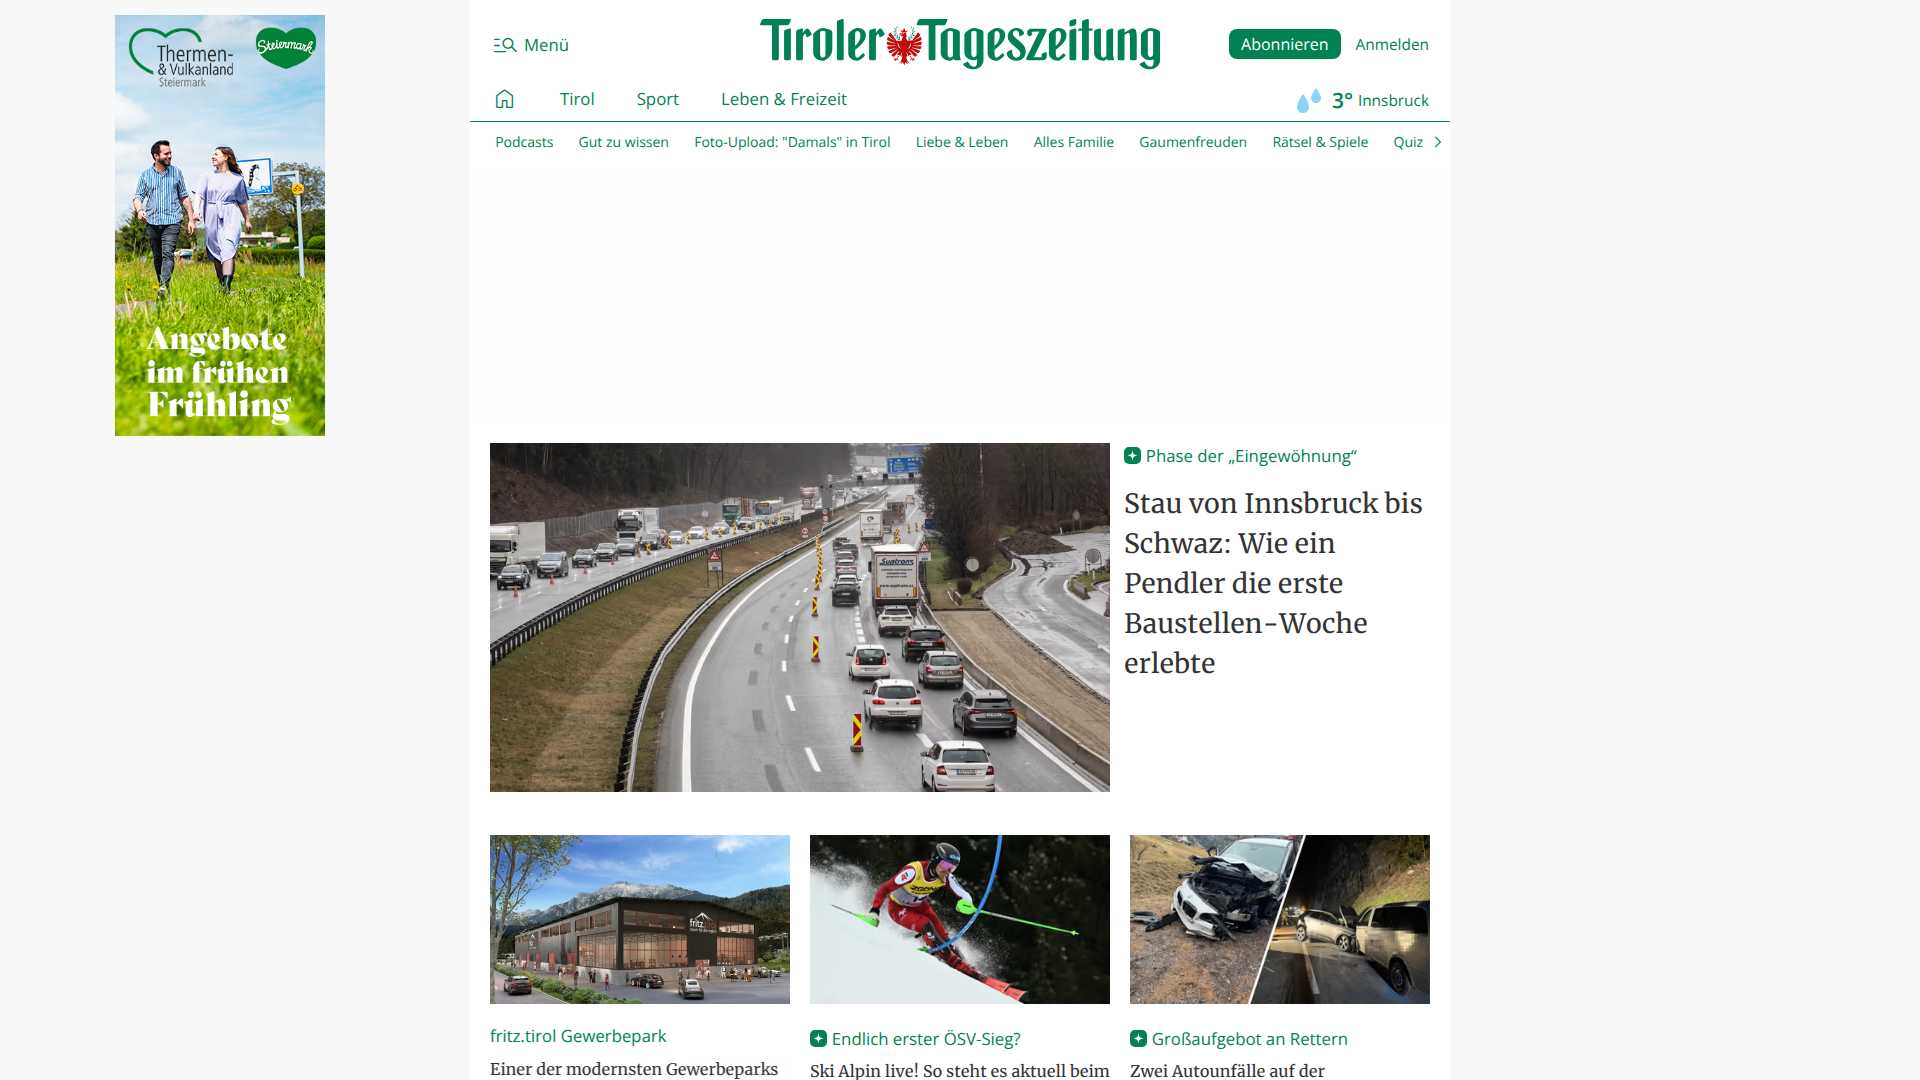 Thermen-
& Vulkanland
Steiermark
Steiermark
Angebote
im frühen
Frühling
Menü
Tiroler Tageszeitung
Abonnieren
Anmelden
Tirol
Sport
Leben & Freizeit
3° Innsbruck
Podcasts
Gut zu wissen
Foto-Upload: "Damals" in Tirol
Liebe & Leben
Alles Familie
Gaumenfreuden
Rätsel & Spiele
Quiz
Phase der „Eingewöhnung“
Stau von Innsbruck bis
Schwaz: Wie ein
Pendler die erste
Baustellen-Woche
erlebte
fritz
fritz.tirol Gewerbepark
Einer der modernsten Gewerbeparks
Endlich erster ÖSV-Sieg?
Ski Alpin live! So steht es aktuell beim
Großaufgebot an Rettern
Zwei Autounfälle auf der